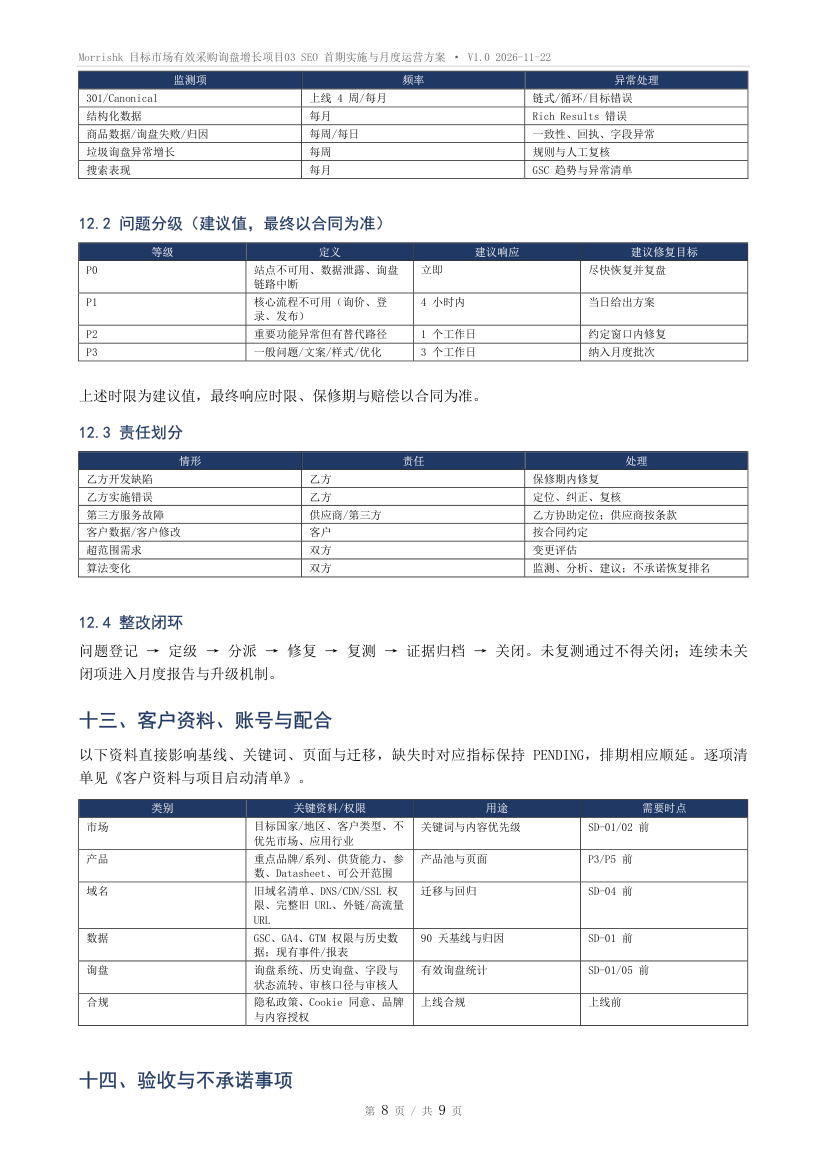 Morrishk 目标市场有效采购询盘增长项目03 SEO 首期实施与月度运营方案 • V1.0 2026-11-22
监测项 频率 异常处理
301/Canonical 上线 4 周/每月 链式/循环/目标错误
结构化数据 每月 Rich Results 错误
商品数据/询盘失败/归因 每周/每日 一致性、回执、字段异常
垃圾询盘异常增长 每周 规则与人工复核
搜索表现 每月 GSC 趋势与异常清单
12.2 问题分级（建议值，最终以合同为准）
等级 定义 建议响应 建议修复目标
P0 站点不可用、数据泄露、询盘 立即 尽快恢复并复盘
链路中断
P1 核心流程不可用（询价、登 4 小时内 当日给出方案
录、发布）
P2 重要功能异常但有替代路径 1 个工作日 约定窗口内修复
P3 一般问题/文案/样式/优化 3 个工作日 纳入月度批次
上述时限为建议值，最终响应时限、保修期与赔偿以合同为准。
12.3 责任划分
情形 责任 处理
乙方开发缺陷 乙方 保修期内修复
乙方实施错误 乙方 定位、纠正、复核
第三方服务故障 供应商/第三方 乙方协助定位；供应商按条款
客户数据/客户修改 客户 按合同约定
超范围需求 双方 变更评估
算法变化 双方 监测、分析、建议；不承诺恢复排名
12.4 整改闭环
问题登记 → 定级 → 分派 → 修复 → 复测 → 证据归档 → 关闭。未复测通过不得关闭；连续未关
闭项进入月度报告与升级机制。
十三、客户资料、账号与配合
以下资料直接影响基线、关键词、页面与迁移，缺失时对应指标保持 PENDING，排期相应顺延。逐项清
单见《客户资料与项目启动清单》。
类别 关键资料/权限 用途 需要时点
市场 目标国家/地区、客户类型、不 关键词与内容优先级 SD-01/02 前
优先市场、应用行业
产品 重点品牌/系列、供货能力、参 产品池与页面 P3/P5 前
数、Datasheet、可公开范围
域名 旧域名清单、DNS/CDN/SSL 权 迁移与回归 SD-04 前
限、完整旧 URL、外链/高流量
URL
数据 GSC、GA4、GTM 权限与历史数 90 天基线与归因 SD-01 前
据；现有事件/报表
询盘 询盘系统、历史询盘、字段与 有效询盘统计 SD-01/05 前
状态流转、审核口径与审核人
合规 隐私政策、Cookie 同意、品牌 上线合规 上线前
与内容授权
十四、验收与不承诺事项
第 8 页 / 共 9 页